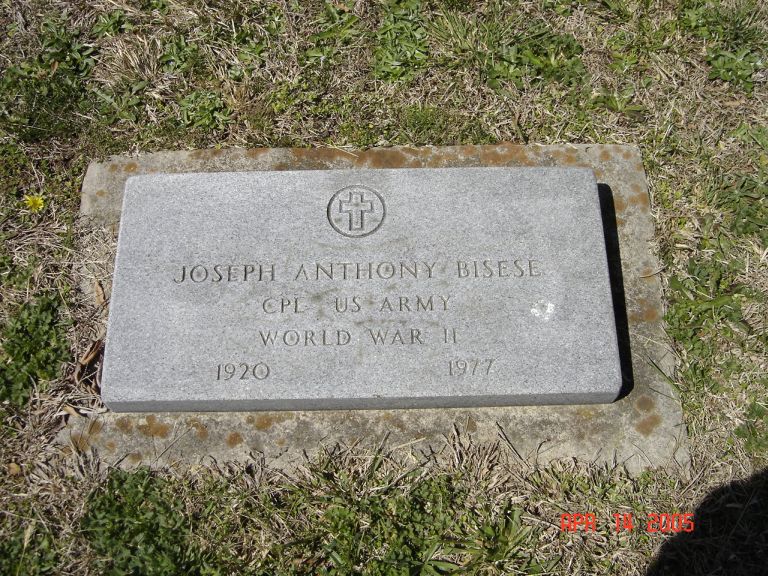 JOSEPH ANTHONY BISESE
CPL US ARMY
WORLD WAR II
1920 1977
APR 14 2005